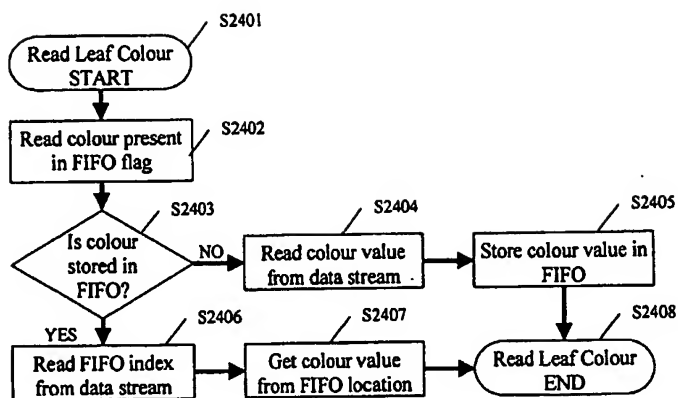 S2401
Read Leaf Colour
START
S2402
Read colour present
in FIFO flag
S2403
Is colour
stored in
FIFO?
NO
YES
S2404
Read colour value
from data stream
S2405
Store colour value in
FIFO
S2406
Read FIFO index
from data stream
S2407
Get colour value
from FIFO location
S2408
Read Leaf Colour
END